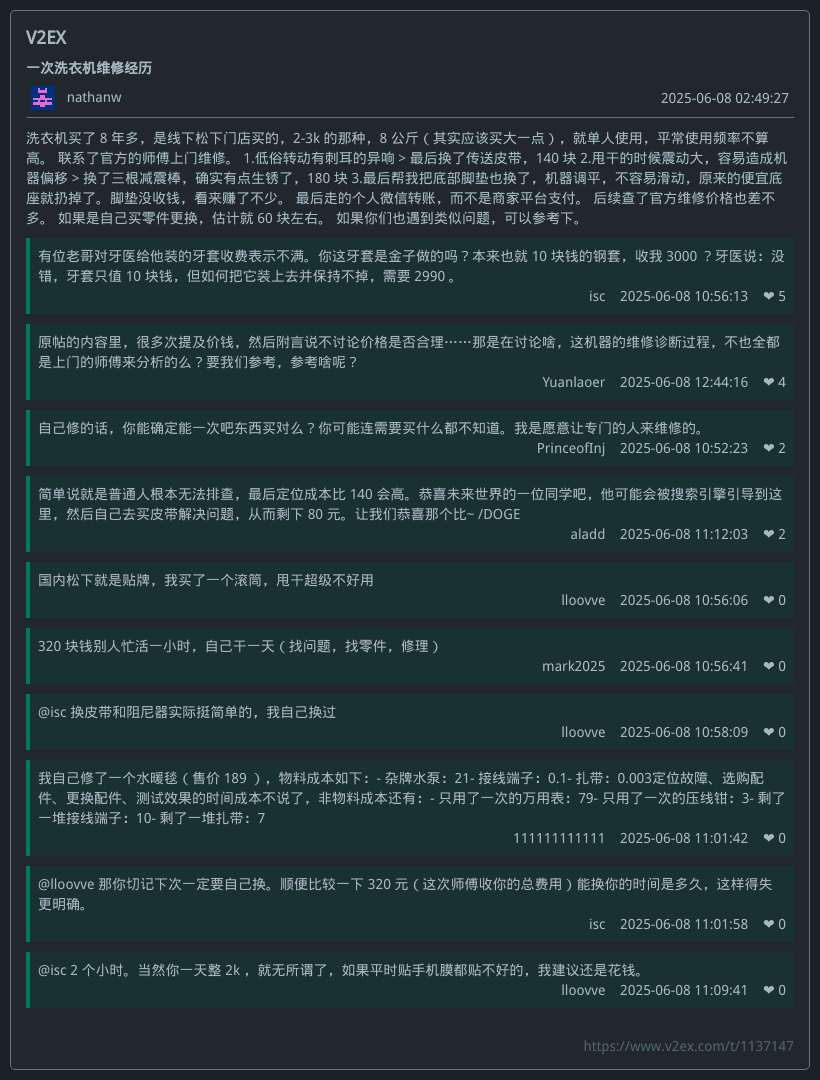 V2EX
一次洗衣机维修经历
nathanw 2025-06-08 02:49:27
洗衣机买了 8 年多，是线下松下门店买的，2-3k 的那种，8 公斤（其实应该买大一点），就单人使用，平常使用频率不算
高。 联系了官方的师傅上门维修。 1.低俗转动有刺耳的异响 > 最后换了传送皮带，140 块 2.甩干的时候震动大，容易造成机
器偏移 > 换了三根减震棒，确实有点生锈了，180 块 3.最后帮我把底部脚垫也换了，机器调平，不容易滑动，原来的便宜底
座就扔掉了。脚垫没收钱，看来赚了不少。 最后走的个人微信转账，而不是商家平台支付。 后续查了官方维修价格也差不
多。 如果是自己买零件更换，估计就 60 块左右。 如果你们也遇到类似问题，可以参考下。
有位老哥对牙医给他装的牙套收费表示不满。你这牙套是金子做的吗？本来也就 10 块钱的钢套，收我 3000 ？牙医说：没
错，牙套只值 10 块钱，但如何把它装上去并保持不掉，需要 2990 。
isc 2025-06-08 10:56:13 ❤ 5
原帖的内容里，很多次提及价钱，然后附言说不讨论价格是否合理……那是在讨论啥，这机器的维修诊断过程，不也全都
是上门的师傅来分析的么？要我们参考，参考啥呢？
Yuanlaoer 2025-06-08 12:44:16 ❤ 4
自己修的话，你能确定能一次吧东西买对么？你可能连需要买什么都不知道。我是愿意让专门的人来维修的。
PrinceofInj 2025-06-08 10:52:23 ❤ 2
简单说就是普通人根本无法排查，最后定位成本比 140 会高。恭喜未来世界的一位同学吧，他可能会被搜索引擎引导到这
里，然后自己去买皮带解决问题，从而剩下 80 元。让我们恭喜那个比~ /DOGE
aladd 2025-06-08 11:12:03 ❤ 2
国内松下就是贴牌，我买了一个滚筒，甩干超级不好用
lloovve 2025-06-08 10:56:06 ❤ 0
320 块钱别人忙活一小时，自己干一天（找问题，找零件，修理）
mark2025 2025-06-08 10:56:41 ❤ 0
@isc 换皮带和阻尼器实际挺简单的，我自己换过
lloovve 2025-06-08 10:58:09 ❤ 0
我自己修了一个水暖毯（售价 189 ），物料成本如下：- 杂牌水泵：21- 接线端子：0.1- 扎带：0.003定位故障、选购配
件、更换配件、测试效果的时间成本不说了，非物料成本还有：- 只用了一次的万用表：79- 只用了一次的压线钳：3- 剩了
一堆接线端子：10- 剩了一堆扎带：7
111111111111 2025-06-08 11:01:42 ❤ 0
@lloovve 那你切记下次一定要自己换。顺便比较一下 320 元（这次师傅收你的总费用）能换你的时间是多久，这样得失
更明确。
isc 2025-06-08 11:01:58 ❤ 0
@isc 2 个小时。当然你一天整 2k ，就无所谓了，如果平时贴手机膜都贴不好的，我建议还是花钱。
lloovve 2025-06-08 11:09:41 ❤ 0
https://www.v2ex.com/t/1137147